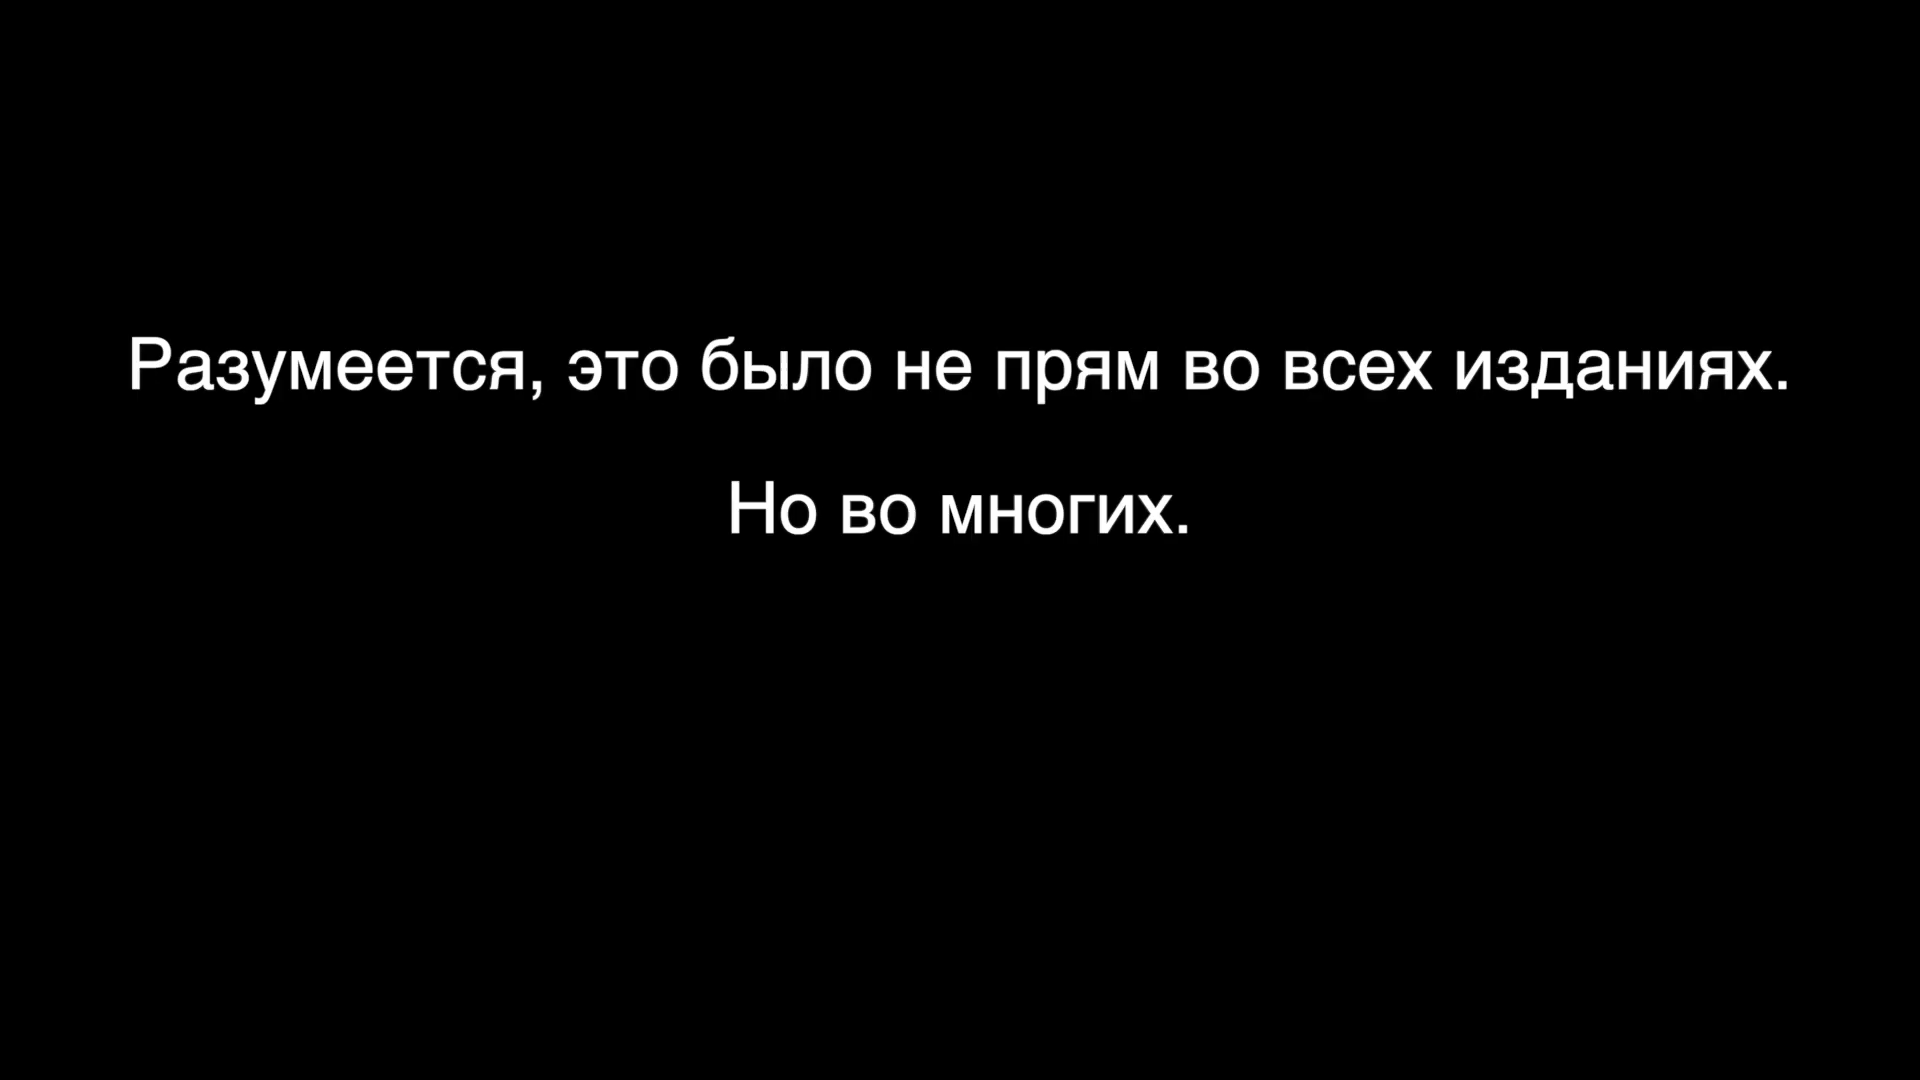 Разумеется, это было не прям во всех изданиях.
Но во многих.